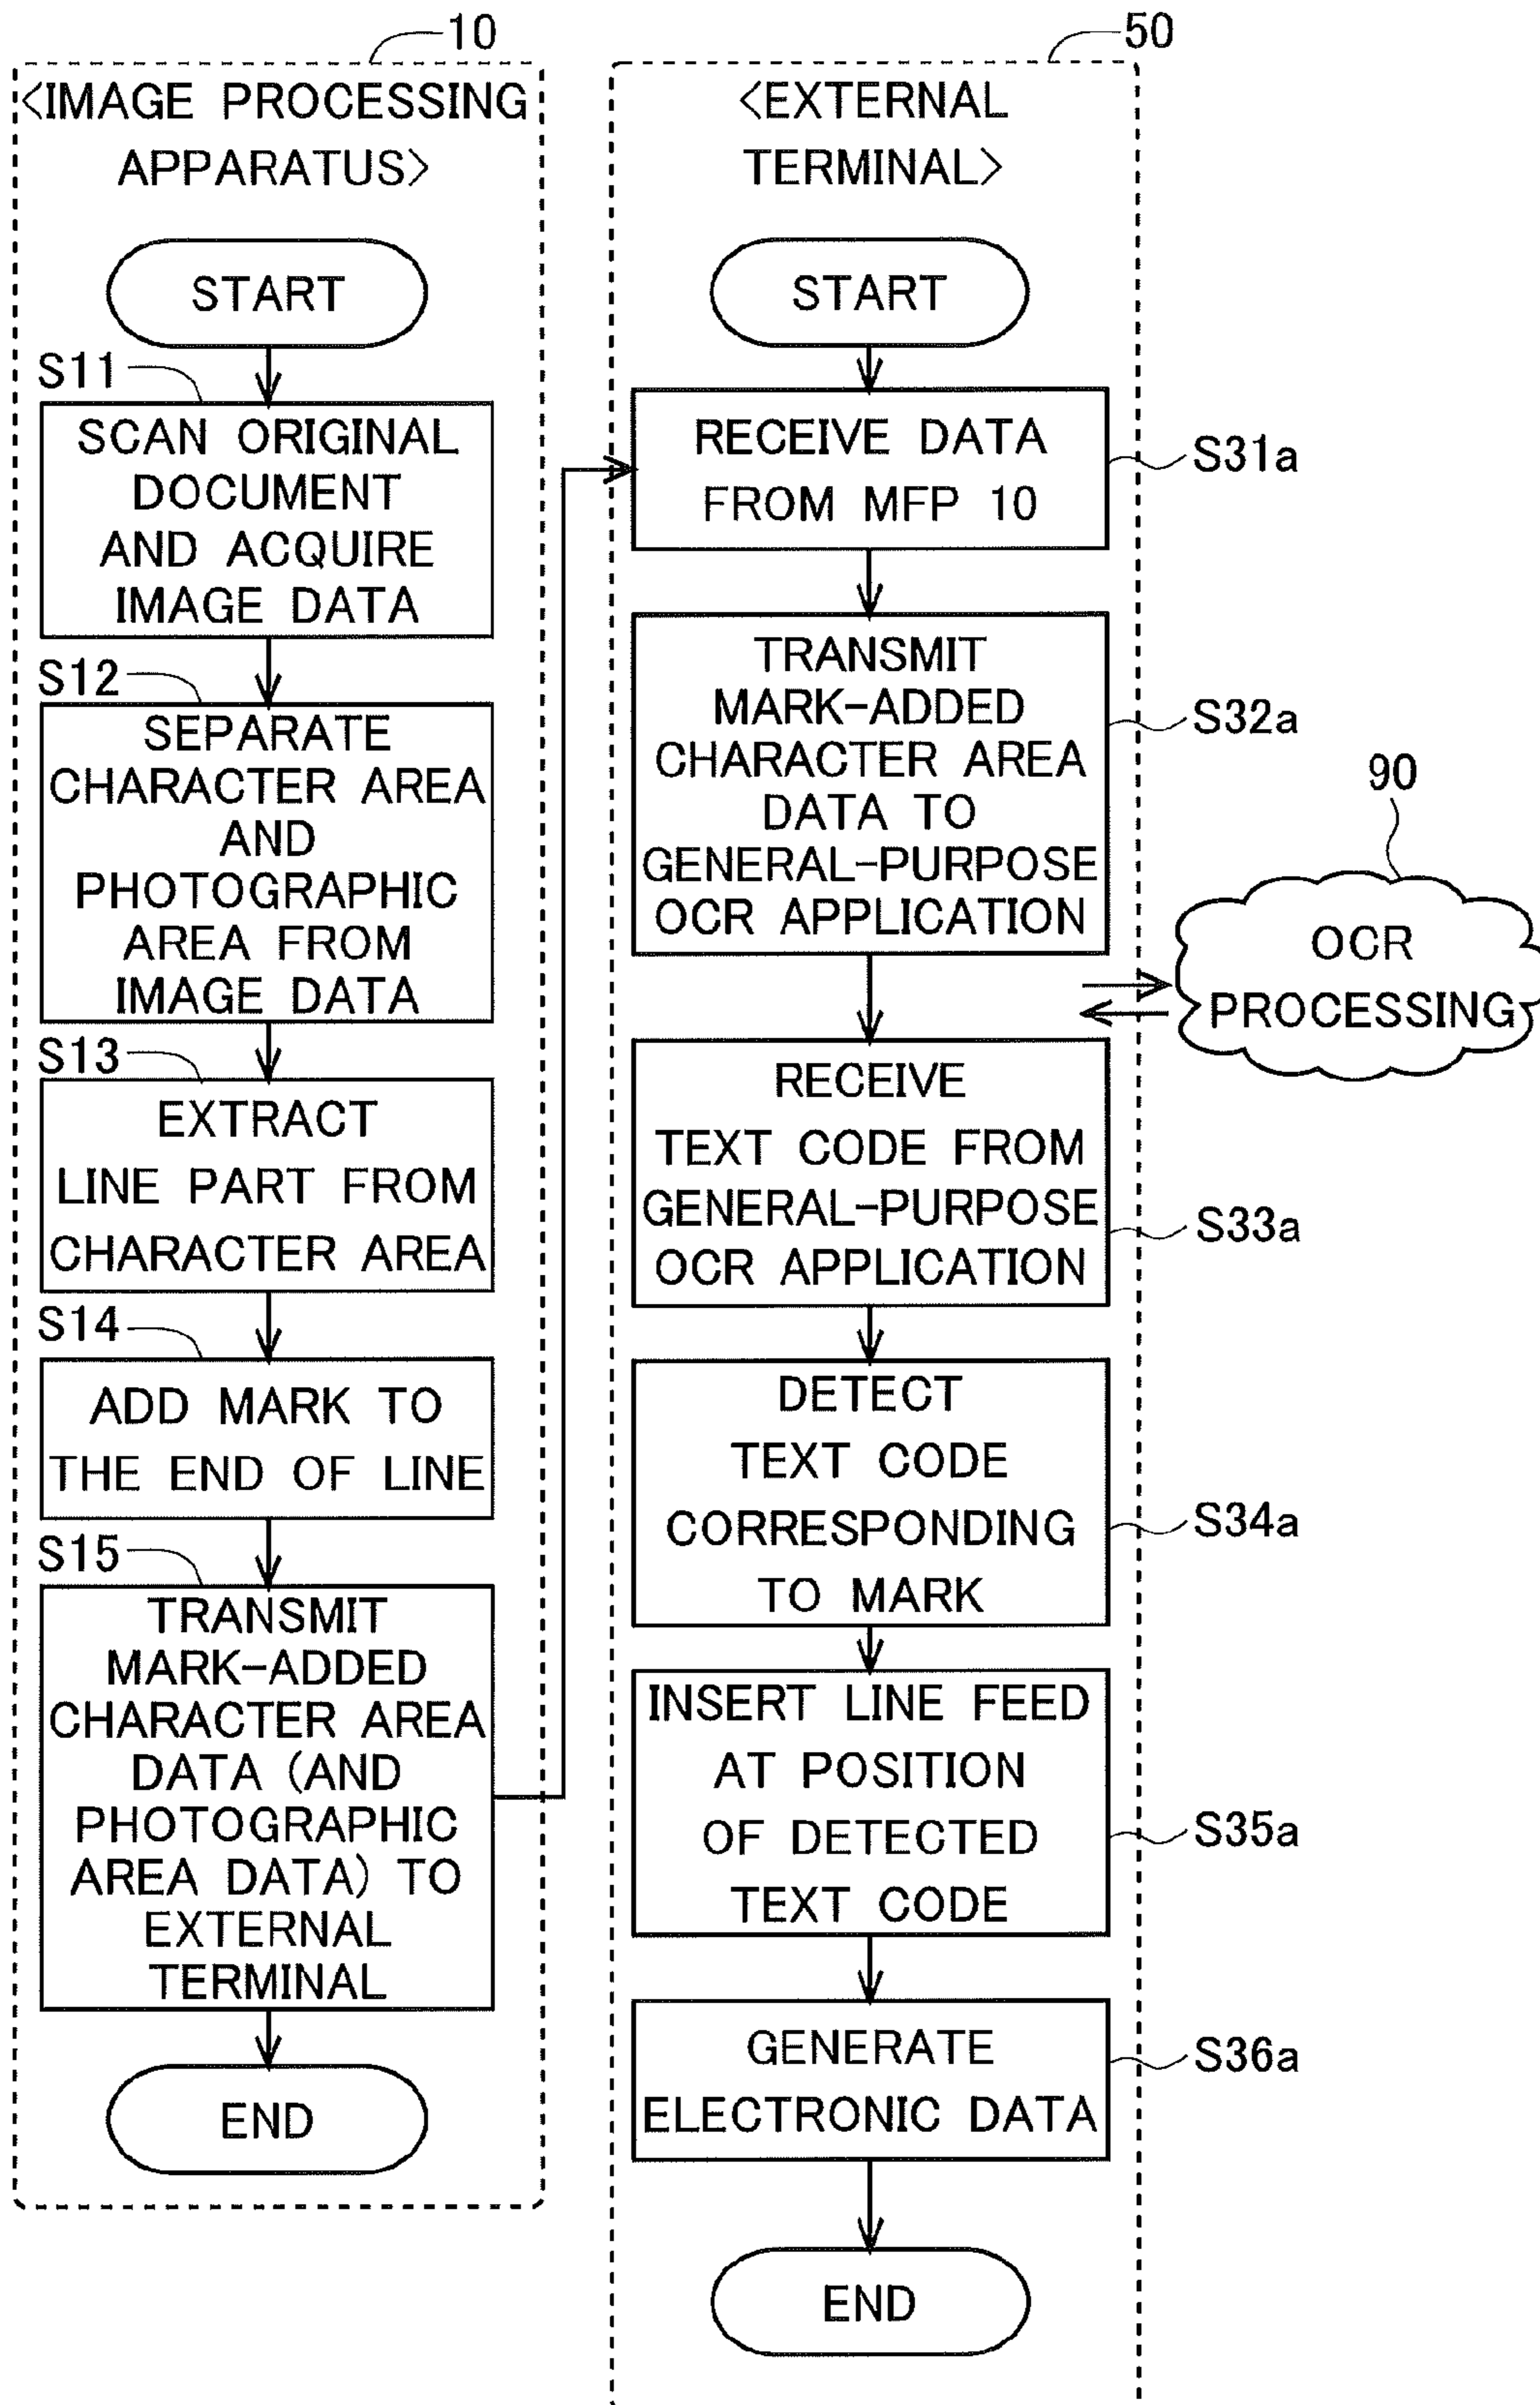 10
<IMAGE PROCESSING
APPARATUS>
START
S11
SCAN ORIGINAL
DOCUMENT
AND ACQUIRE
IMAGE DATA
S12
SEPARATE
CHARACTER AREA
AND
PHOTOGRAPHIC
AREA FROM
IMAGE DATA
S13
EXTRACT
LINE PART FROM
CHARACTER AREA
S14
ADD MARK TO
THE END OF LINE
S15
TRANSMIT
MARK-ADDED
CHARACTER AREA
DATA (AND
PHOTOGRAPHIC
AREA DATA) TO
EXTERNAL
TERMINAL
END
50
<EXTERNAL
TERMINAL>
START
RECEIVE DATA
FROM MFP 10
S31a
TRANSMIT
MARK-ADDED
CHARACTER AREA
DATA TO
GENERAL-PURPOSE
OCR APPLICATION
S32a
90
OCR
PROCESSING
RECEIVE
TEXT CODE FROM
GENERAL-PURPOSE
OCR APPLICATION
S33a
DETECT
TEXT CODE
CORRESPONDING
TO MARK
S34a
INSERT LINE FEED
AT POSITION
OF DETECTED
TEXT CODE
S35a
GENERATE
ELECTRONIC DATA
S36a
END